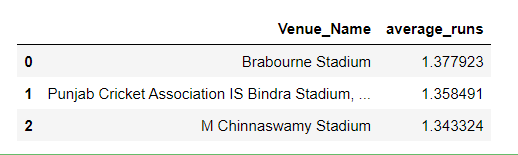 Venue_Name average_runs
0 Brabourne Stadium 1.377923
1 Punjab Cricket Association IS Bindra Stadium, ... 1.358491
2 M Chinnaswamy Stadium 1.343324